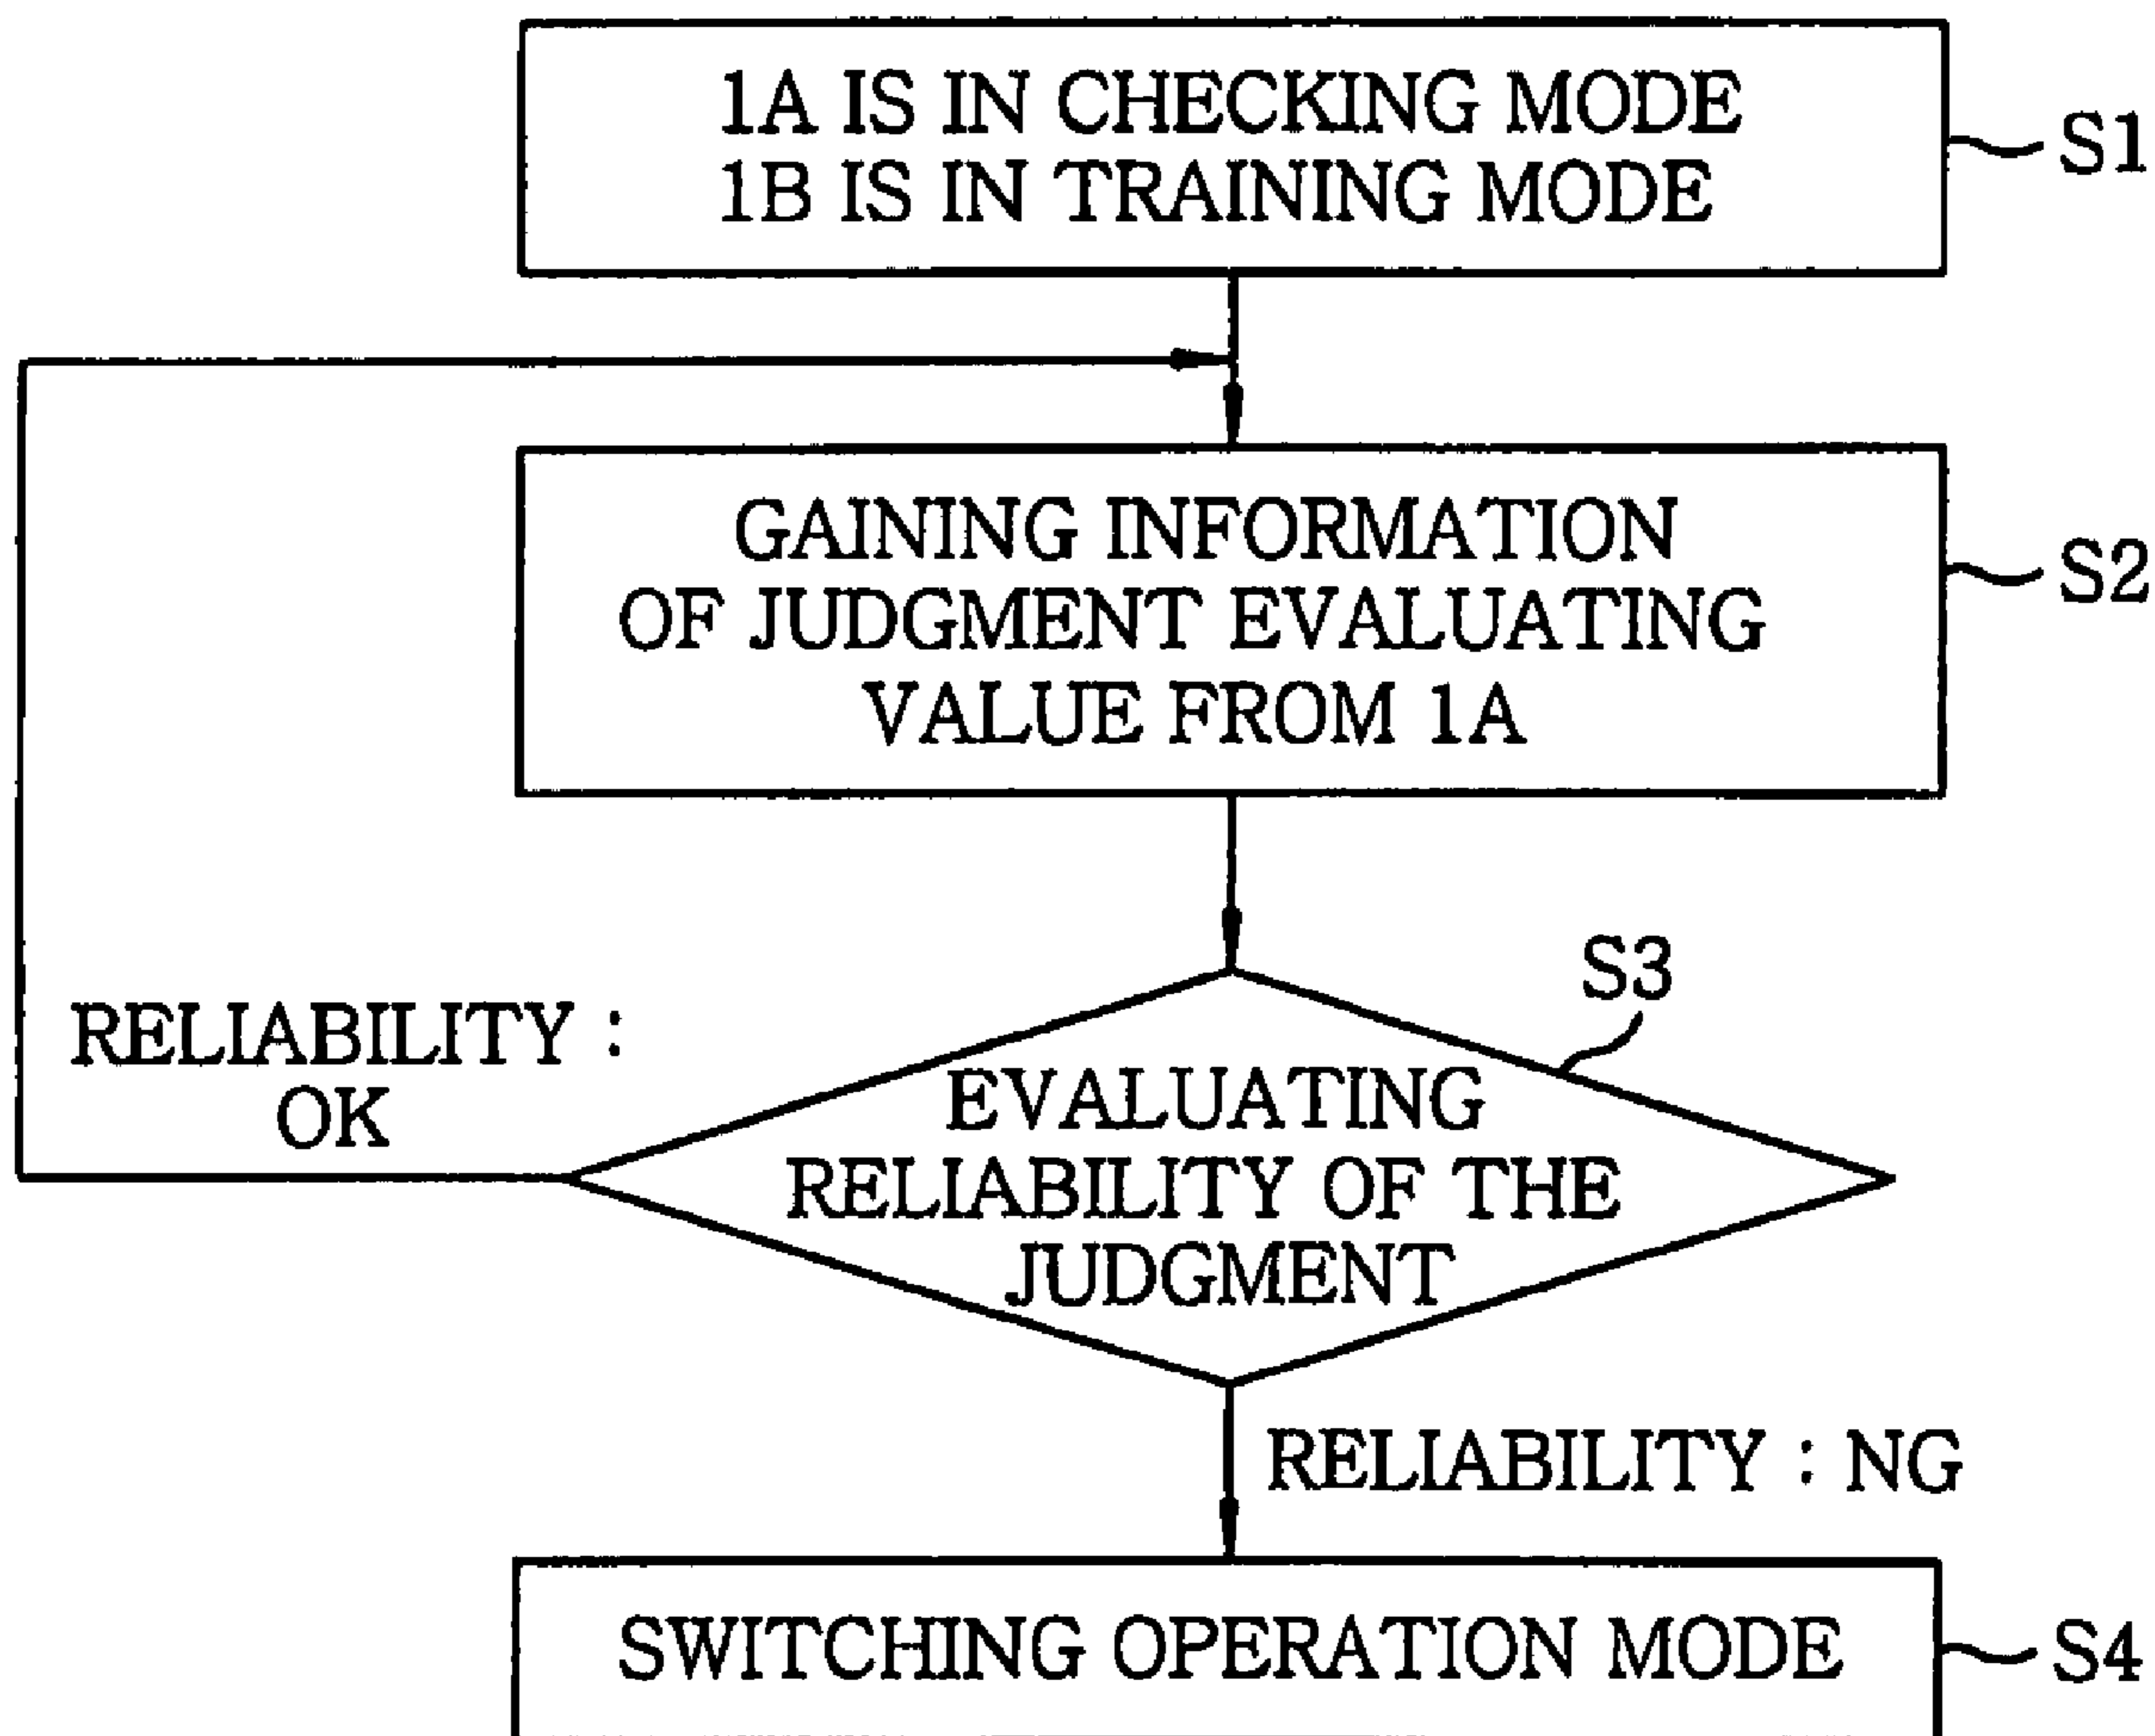 1A IS IN CHECKING MODE
1B IS IN TRAINING MODE
S1
GAINING INFORMATION
OF JUDGMENT EVALUATING
VALUE FROM 1A
S2
S3
RELIABILITY :
OK
EVALUATING
RELIABILITY OF THE
JUDGMENT
RELIABILITY : NG
SWITCHING OPERATION MODE
S4